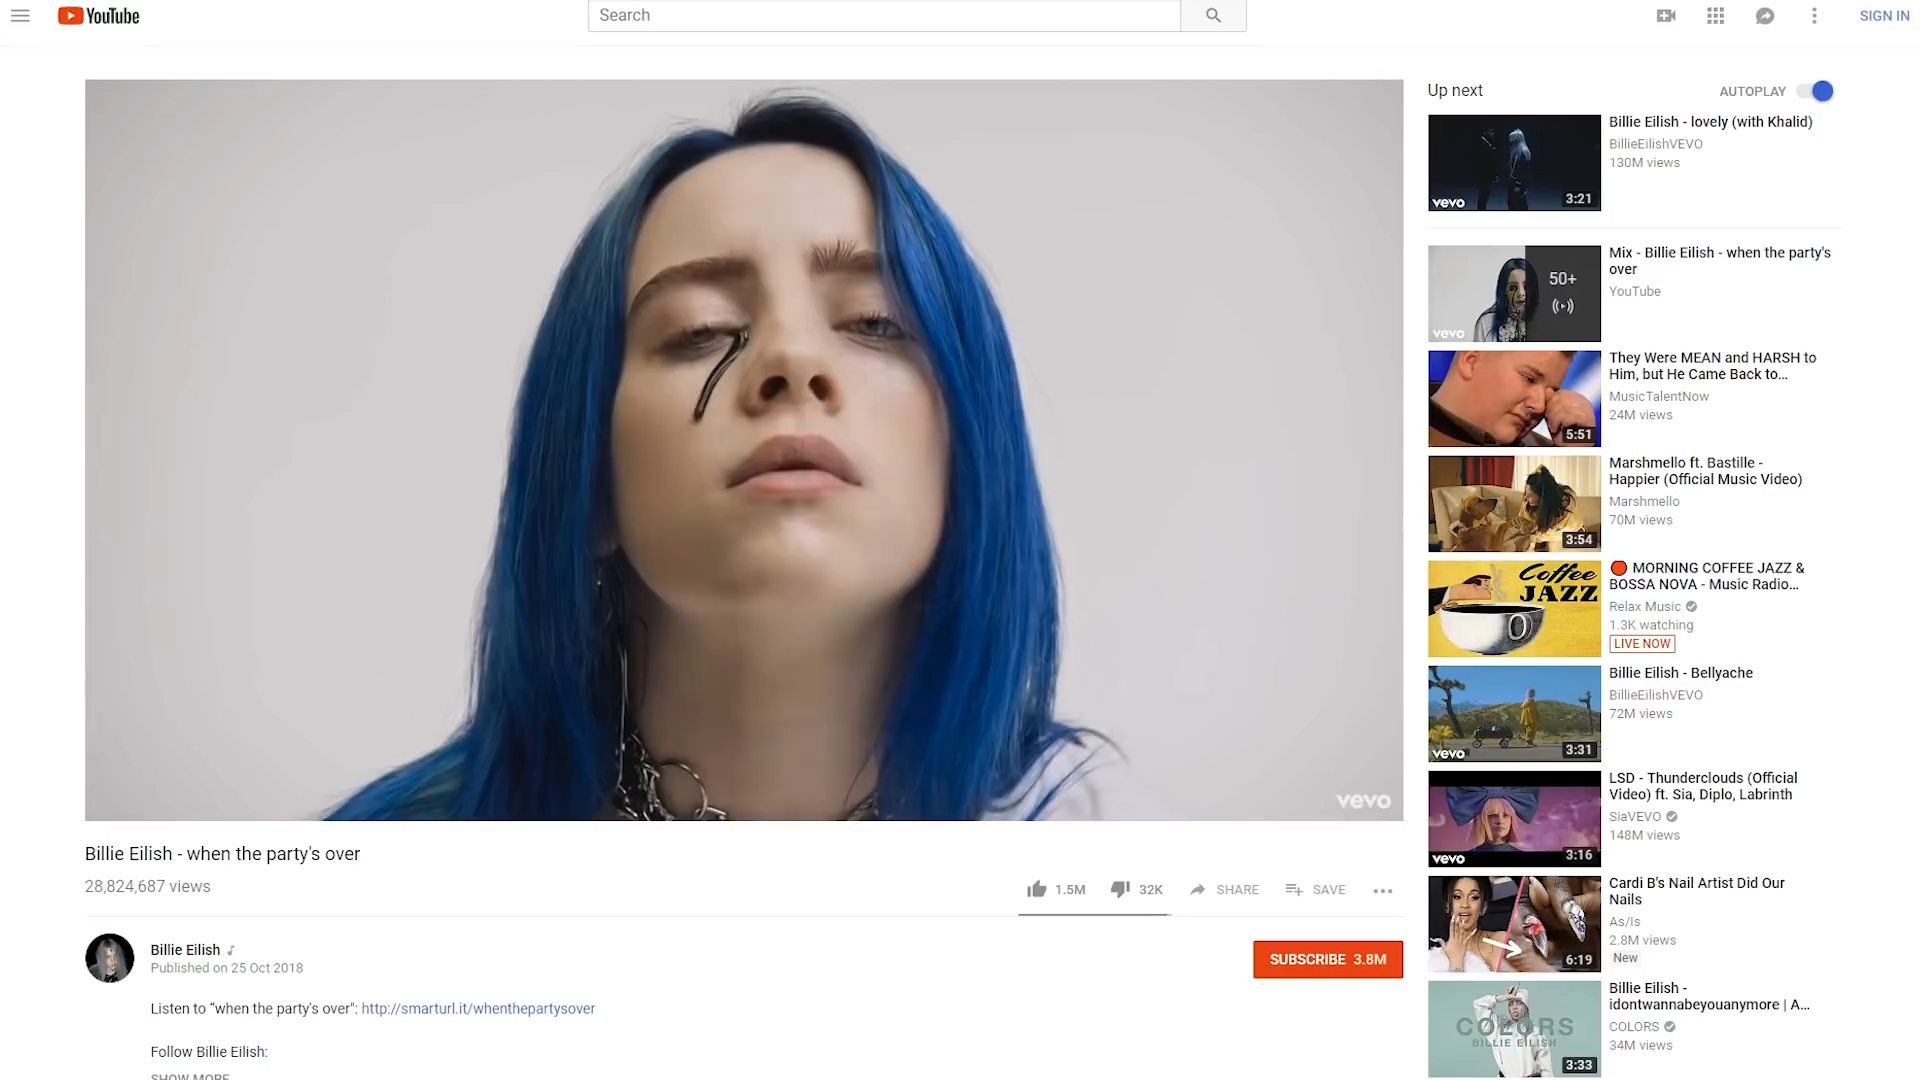 YouTube
Search
SIGN IN
vevo
Billie Eilish - when the party's over
28,824,687 views
1.5M
32K
SHARE
SAVE
Billie Eilish
Published on 25 Oct 2018
SUBSCRIBE 3.8M
Listen to “when the party's over": http://smarturl.it/whenthepartysover
Follow Billie Eilish:
SHOW MORE
Up next
AUTOPLAY
vevo
3:21
Billie Eilish - lovely (with Khalid)
BillieEilishVEVO
130M views
vevo
50+
Mix - Billie Eilish - when the party's
over
YouTube
5:51
They Were MEAN and HARSH to
Him, but He Came Back to...
MusicTalentNow
24M views
3:54
Marshmello ft. Bastille -
Happier (Official Music Video)
Marshmello
70M views
Coffee
JAZZ
MORNING COFFEE JAZZ &
BOSSA NOVA - Music Radio...
Relax Music
1.3K watching
LIVE NOW
vevo
3:31
Billie Eilish - Bellyache
BillieEilishVEVO
72M views
vevo
3:16
LSD - Thunderclouds (Official
Video) ft. Sia, Diplo, Labrinth
SiaVEVO
148M views
6:19
Cardi B's Nail Artist Did Our
Nails
As/Is
2.8M views
New
COLORS
BILLIE EILISH
3:33
Billie Eilish -
idontwannabeyouanymore | A...
COLORS
34M views